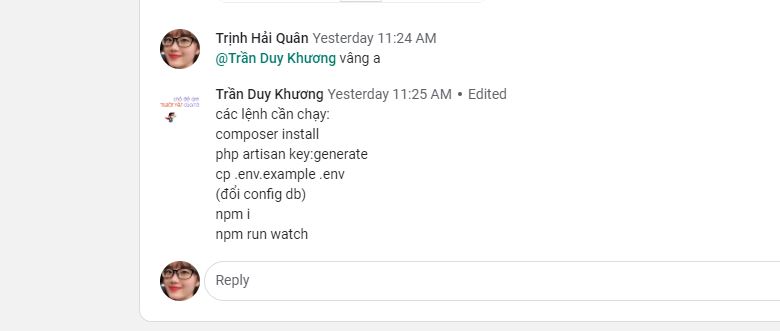 Trịnh Hải Quân Yesterday 11:24 AM
@Trần Duy Khương vâng a
Trần Duy Khương Yesterday 11:25 AM • Edited
các lệnh cần chạy:
composer install
php artisan key:generate
cp .env.example .env
(đổi config db)
npm i
npm run watch
Reply